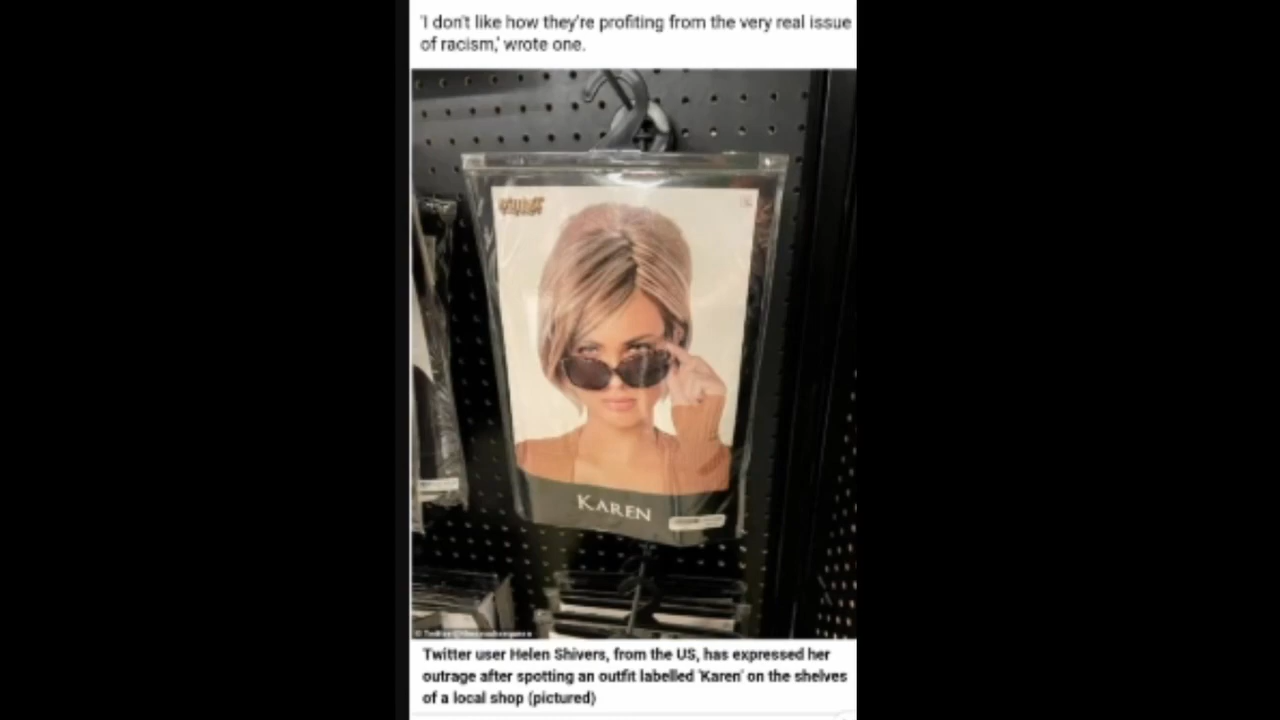 'I don't like how they're profiting from the very real issue
of racism,' wrote one.
KAREN
Twitter user Helen Shivers, from the US, has expressed her
outrage after spotting an outfit labelled 'Karen' on the shelves
of a local shop (pictured)